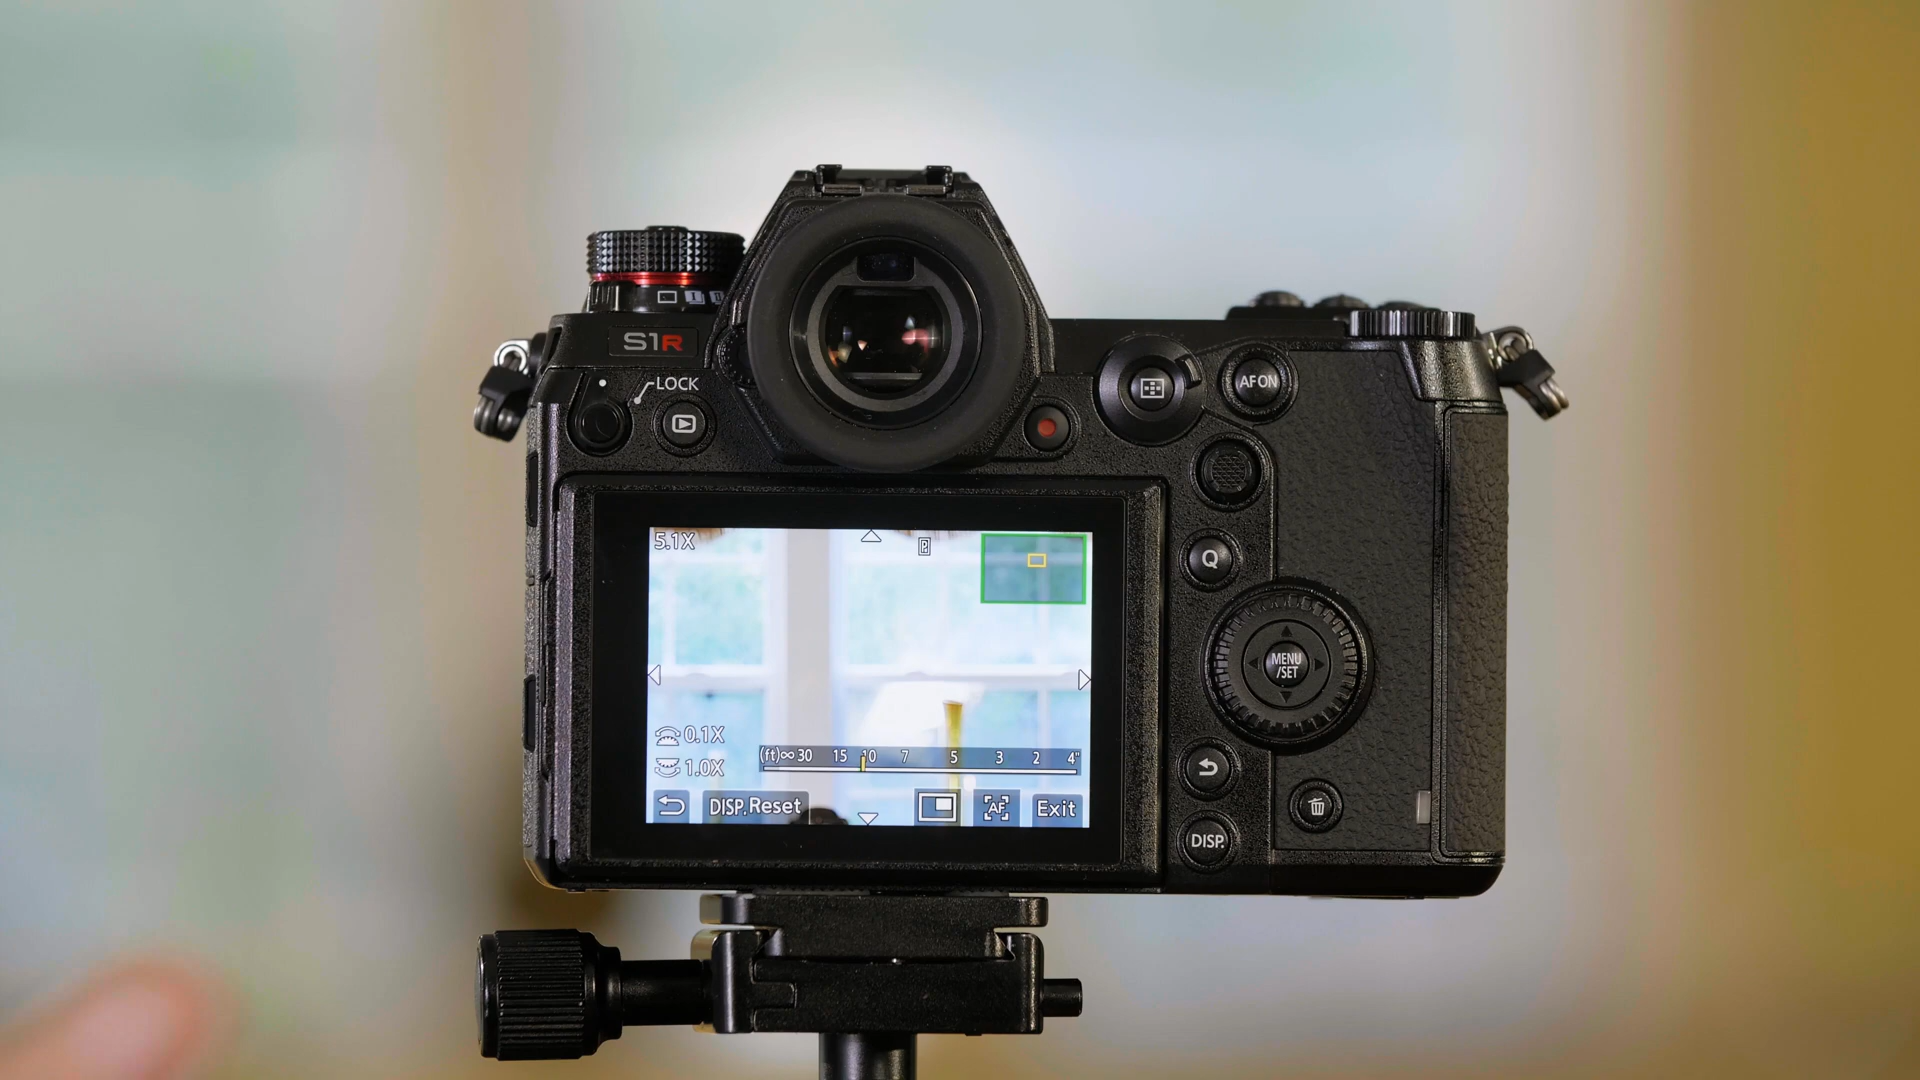 S1R
LOCK
AF ON
5.1X
P
Q
MENU
/SET
0.1X
(ft)∞ 30 15 10 7 5 3 2 4"
1.0X
DISP. Reset
AF
Exit
DISP.